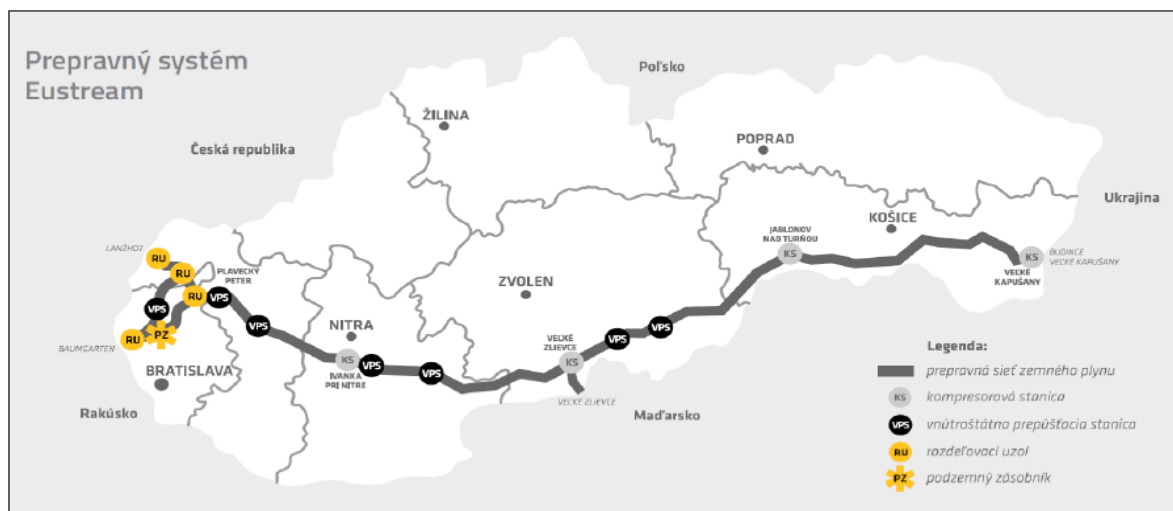 Prepravný systém
Eustream
Poľsko
ŽILINA
Česká republika
POPRAD
Ukrajina
KOŠICE
JABLONOV
NAD TURŇOU
LANŽHOT
RU
RU
PLAVECKÝ
PETER
KS
KS
BUDINCE
VEĽKÉ KAPUŠANY
VEĽKÉ
KAPUŠANY
RU
VPS
ZVOLEN
VPS
VPS
NITRA
VPS
VPS
RU
PZ
BAUMGARTEN
VEĽKÉ
ZLIEVCE
KS
KS
VPS
VPS
IVANKA
PRI NITRE
BRATISLAVA
VEĽKÉ ZLIEVCE
Rakúsko
Maďarsko
Legenda:
prepravná sieť zemného plynu
KS kompresorová stanica
VPS vnútroštátna prepúšťacia stanica
RU rozdeľovací uzol
PZ podzemný zásobník